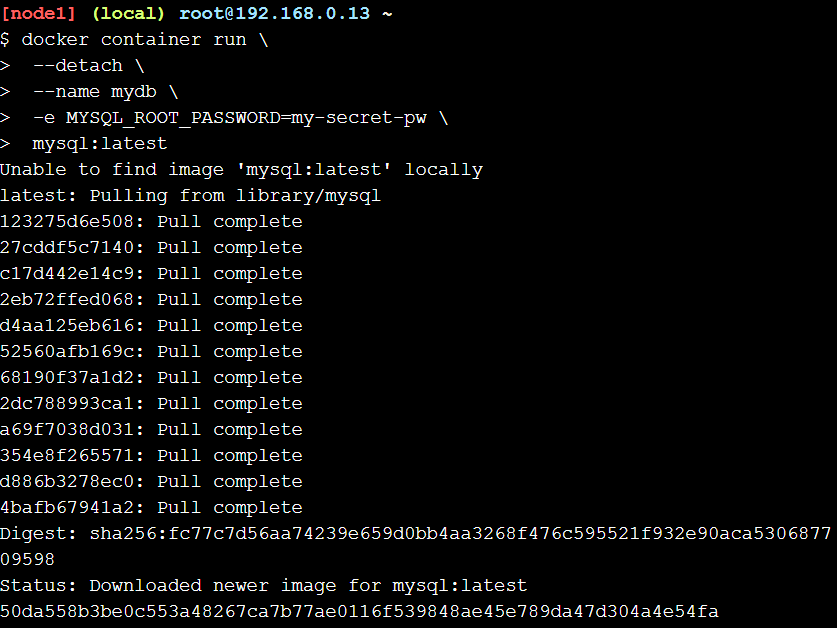 [node1] (local) root@192.168.0.13 ~
$ docker container run \
>  --detach \
>  --name mydb \
>  -e MYSQL_ROOT_PASSWORD=my-secret-pw \
>  mysql:latest
Unable to find image 'mysql:latest' locally
latest: Pulling from library/mysql
123275d6e508: Pull complete
27cddf5c7140: Pull complete
c17d442e14c9: Pull complete
2eb72ffed068: Pull complete
d4aa125eb616: Pull complete
52560afb169c: Pull complete
68190f37a1d2: Pull complete
2dc788993ca1: Pull complete
a69f7038d031: Pull complete
354e8f265571: Pull complete
d886b3278ec0: Pull complete
4bafb67941a2: Pull complete
Digest: sha256:fc77c7d56aa74239e659d0bb4aa3268f476c595521f932e90aca5306877
09598
Status: Downloaded newer image for mysql:latest
50da558b3be0c553a48267ca7b77ae0116f539848ae45e789da47d304a4e54fa